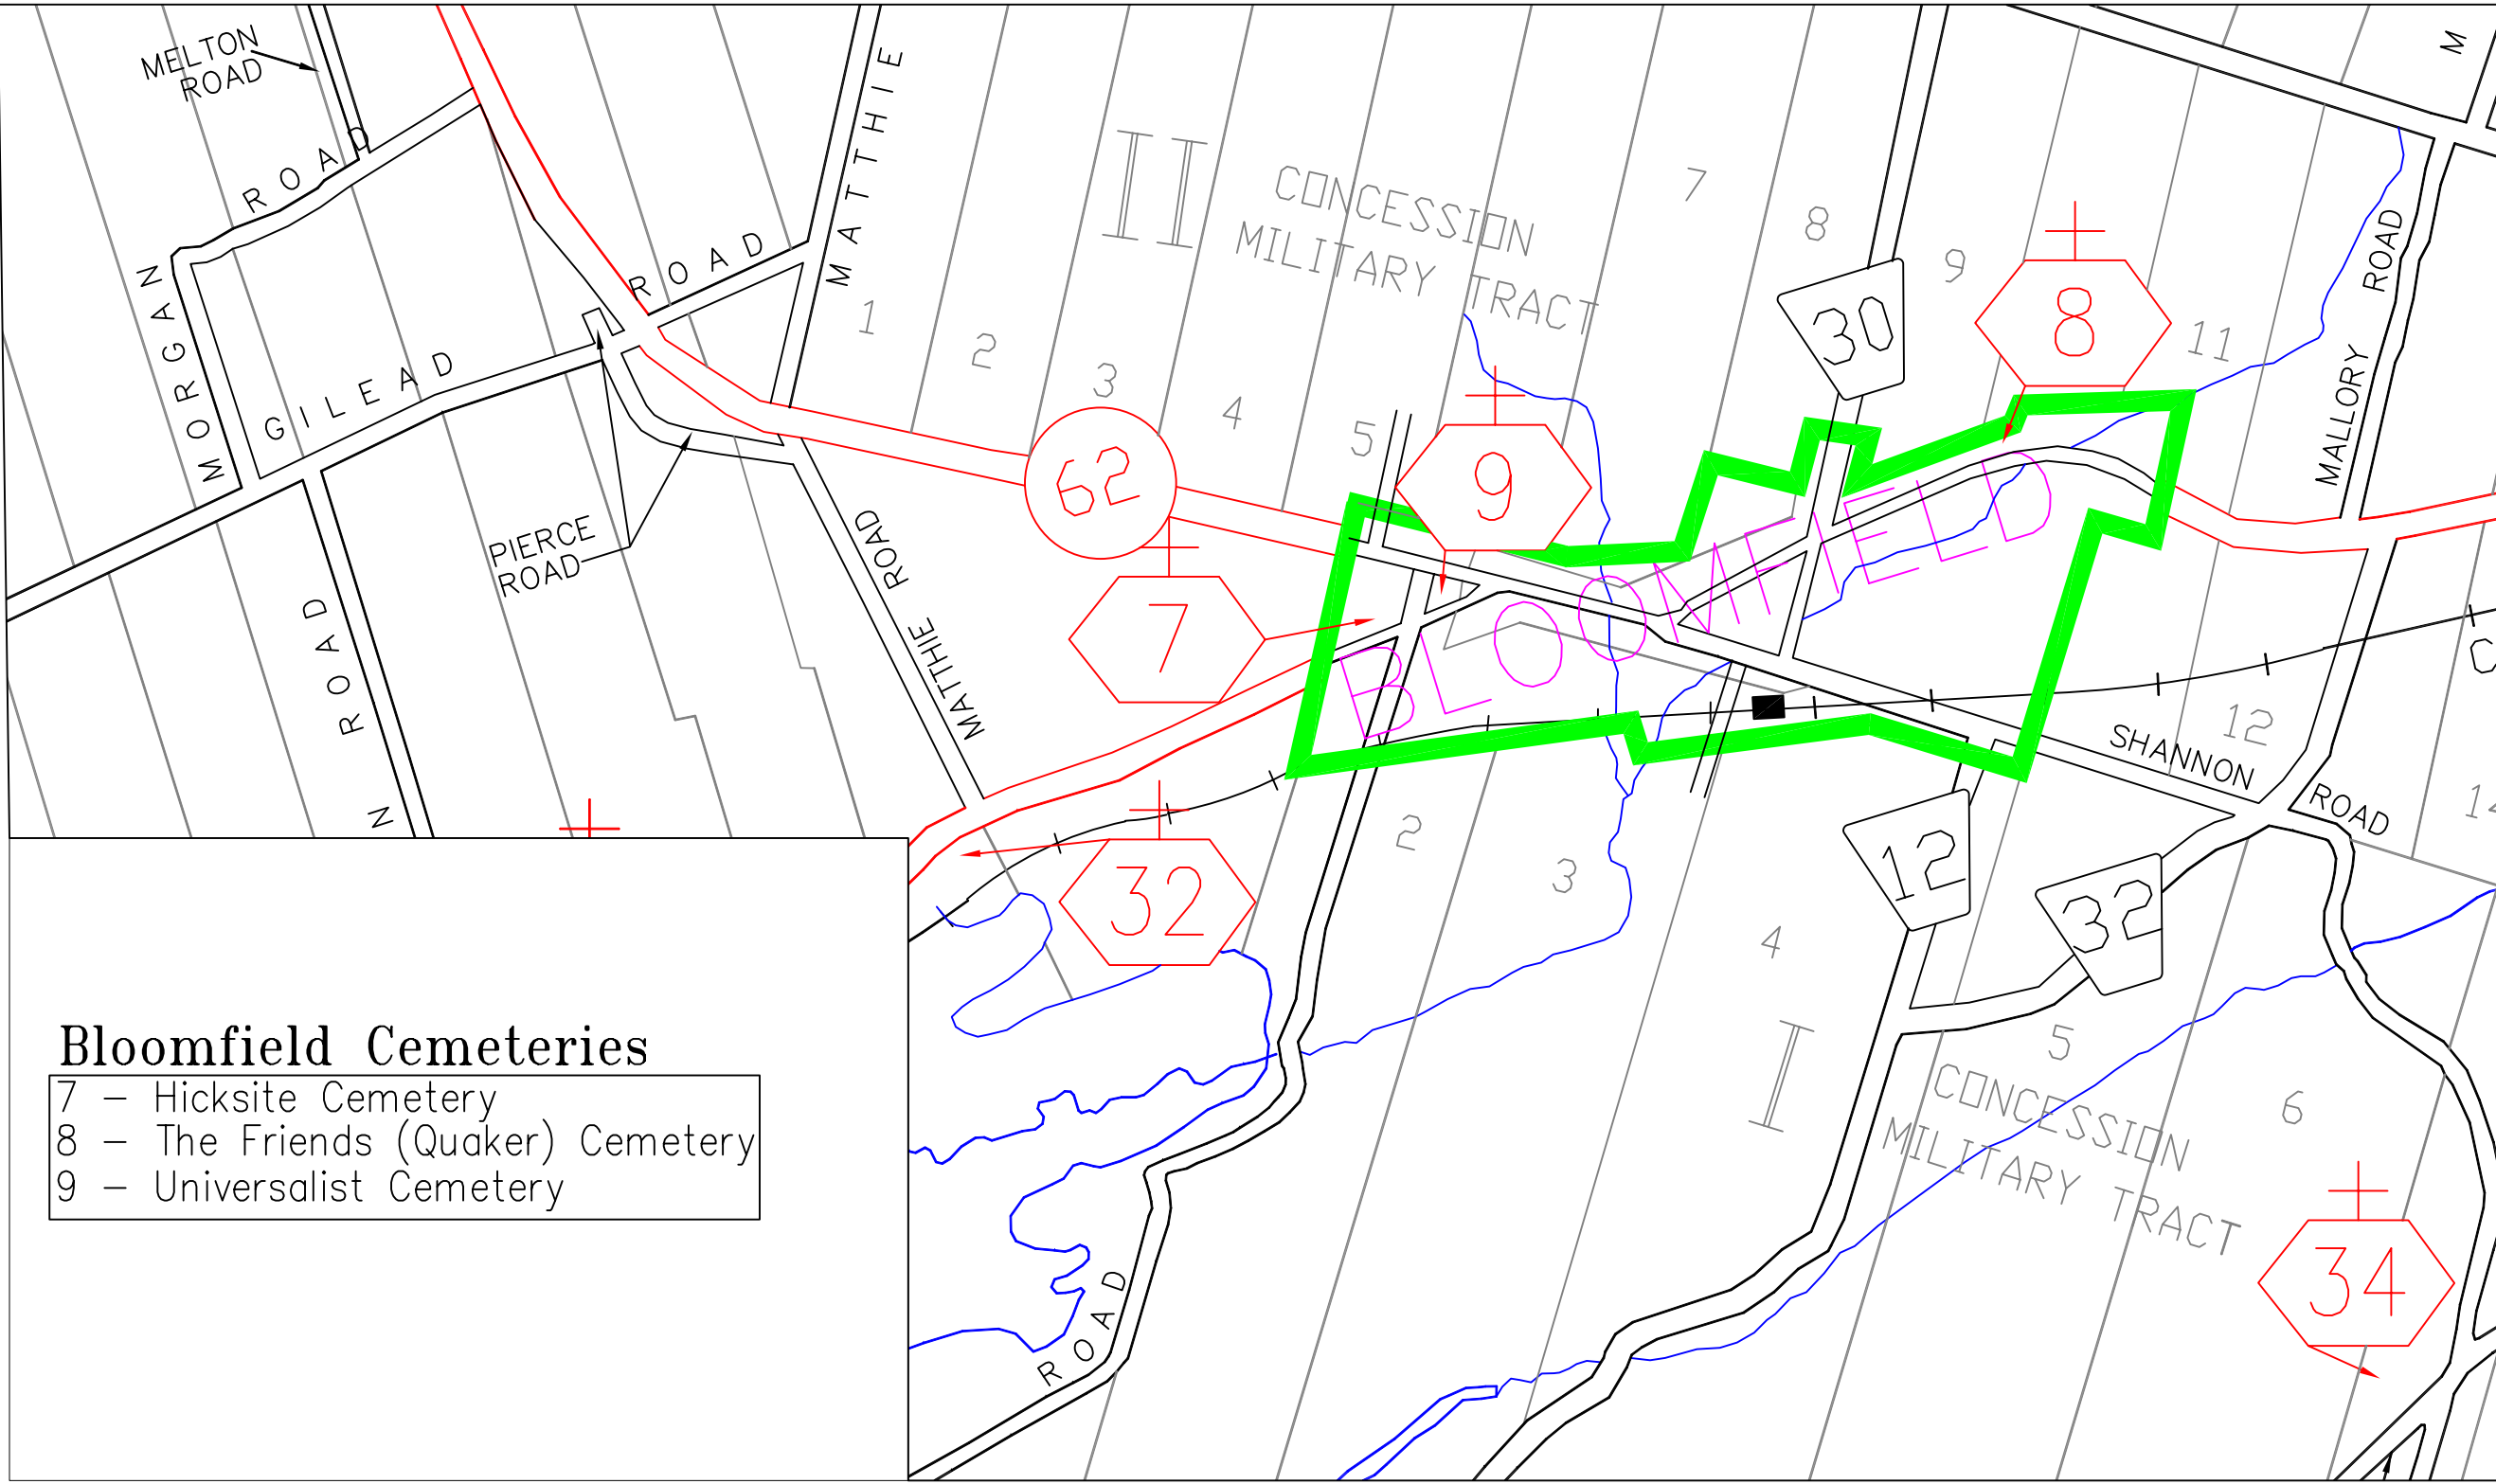 MELTON
ROAD
ROAD
MATTHIE
MORGAN
GILEAD
ROAD
PIERCE
ROAD
ROAD
MATTHIE ROAD
II
CONCESSION
MILITARY TRACT
1
2
3
4
5
7
8
9
11
12
62
30
8
9
7
32
BLOOMFIELD
MALLORY ROAD
SHANNON ROAD
2
3
4
5
6
12
32
I
CONCESSION
MILITARY TRACT
34
ROAD
Bloomfield Cemeteries
7 - Hicksite Cemetery
8 - The Friends (Quaker) Cemetery
9 - Universalist Cemetery